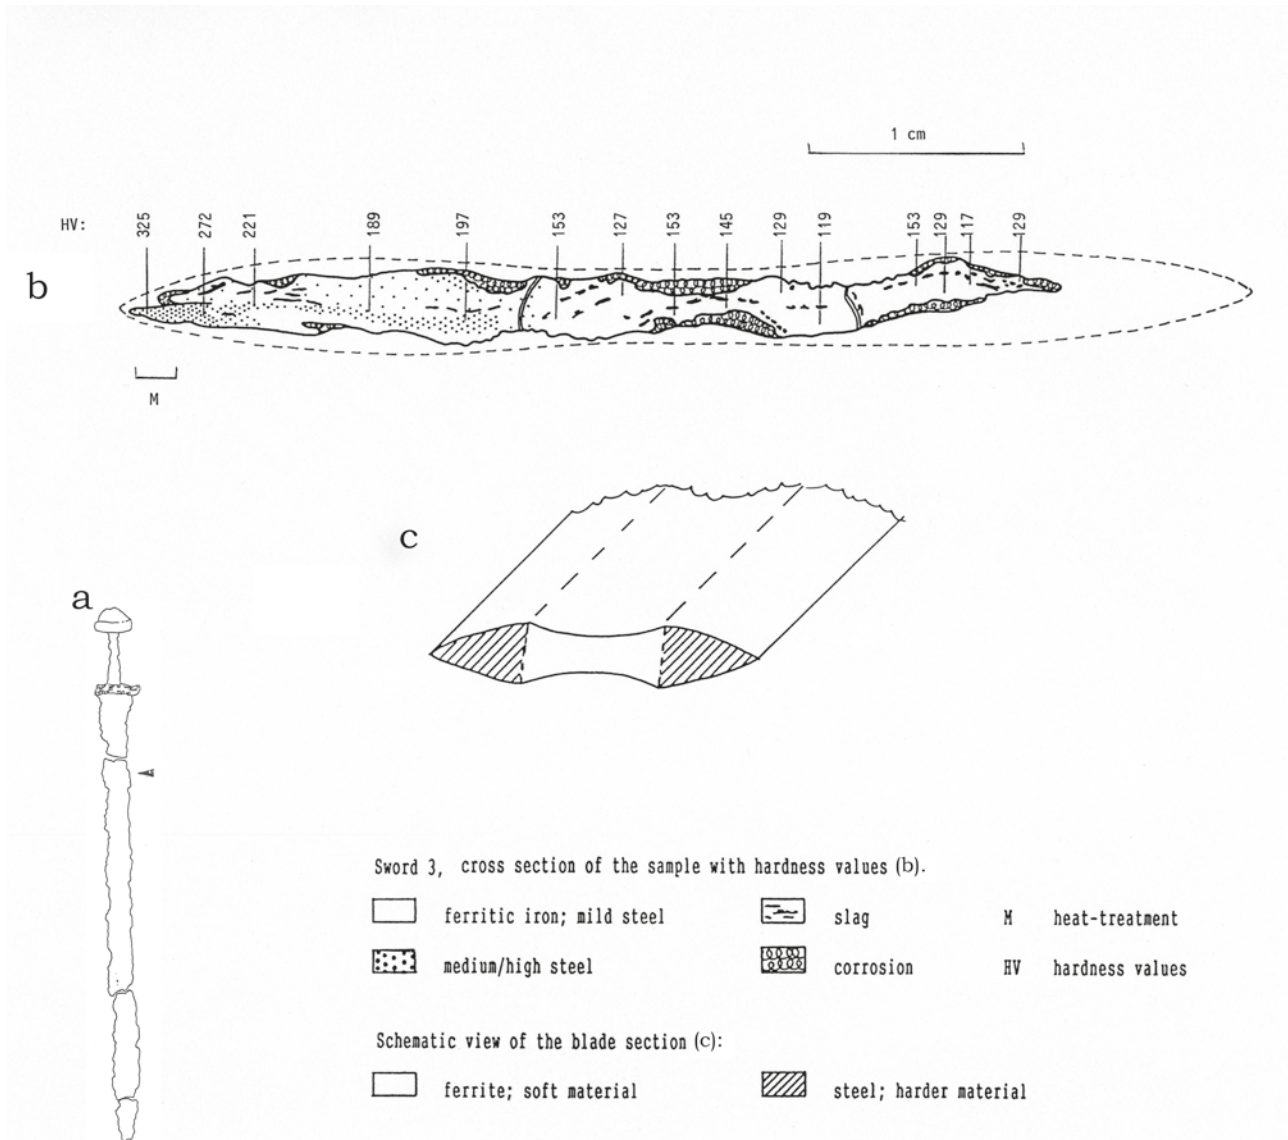 1 cm
HV: 325 272 221 189 197 153 127 153 145 129 119 153 129 117 129
b
M
c
a
Sword 3, cross section of the sample with hardness values (b).
ferritic iron; mild steel slag M heat-treatment
medium/high steel corrosion HV hardness values
Schematic view of the blade section (c):
ferrite; soft material steel; harder material